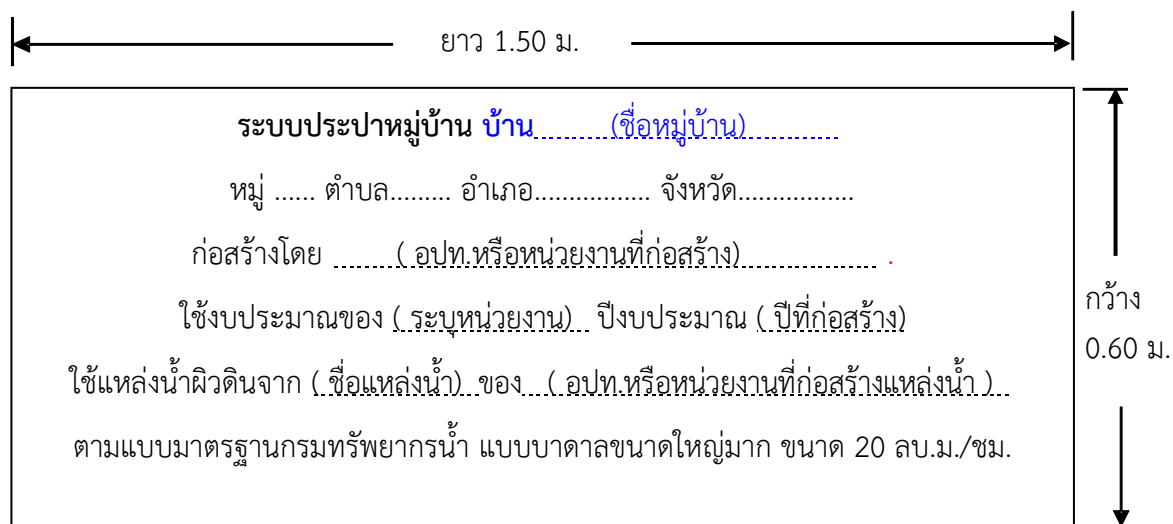 ยาว 1.50 ม.
ระบบประปาหมู่บ้าน บ้าน..........(ชื่อหมู่บ้าน)............
หมู่ ...... ตำบล......... อำเภอ................. จังหวัด.................
ก่อสร้างโดย ........( อปท.หรือหน่วยงานที่ก่อสร้าง)................... .
ใช้งบประมาณของ ( ระบุหน่วยงาน).. ปีงบประมาณ ( ปีที่ก่อสร้าง)
ใช้แหล่งน้ำผิวดินจาก ( ชื่อแหล่งน้ำ)..ของ...( อปท.หรือหน่วยงานที่ก่อสร้างแหล่งน้ำ )..
ตามแบบมาตรฐานกรมทรัพยากรน้ำ แบบบาดาลขนาดใหญ่มาก ขนาด 20 ลบ.ม./ชม.
กว้าง
0.60 ม.